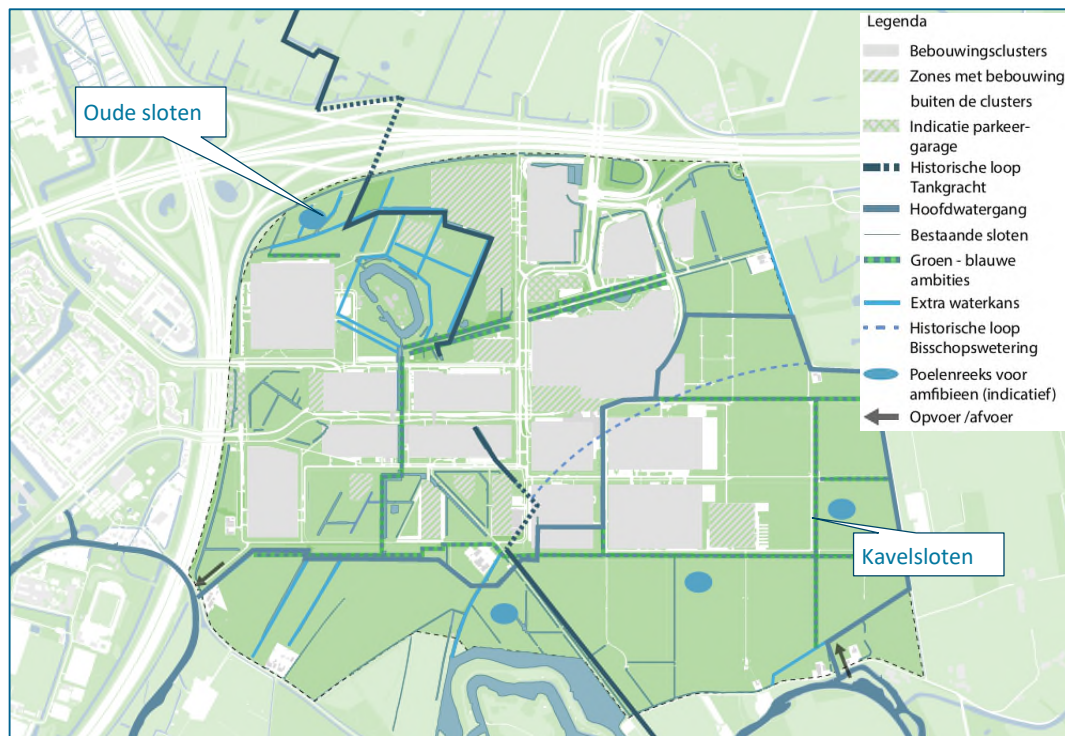 Oude sloten
Kavelsloten
Legenda
Bebouwingsclusters
Zones met bebouwing
buiten de clusters
Indicatie parkeer-
garage
Historische loop
Tankgracht
Hoofdwatergang
Bestaande sloten
Groen - blauwe
ambities
Extra waterkans
Historische loop
Bisschopswetering
Poelenreeks voor
amfibieen (indicatief)
Opvoer /afvoer